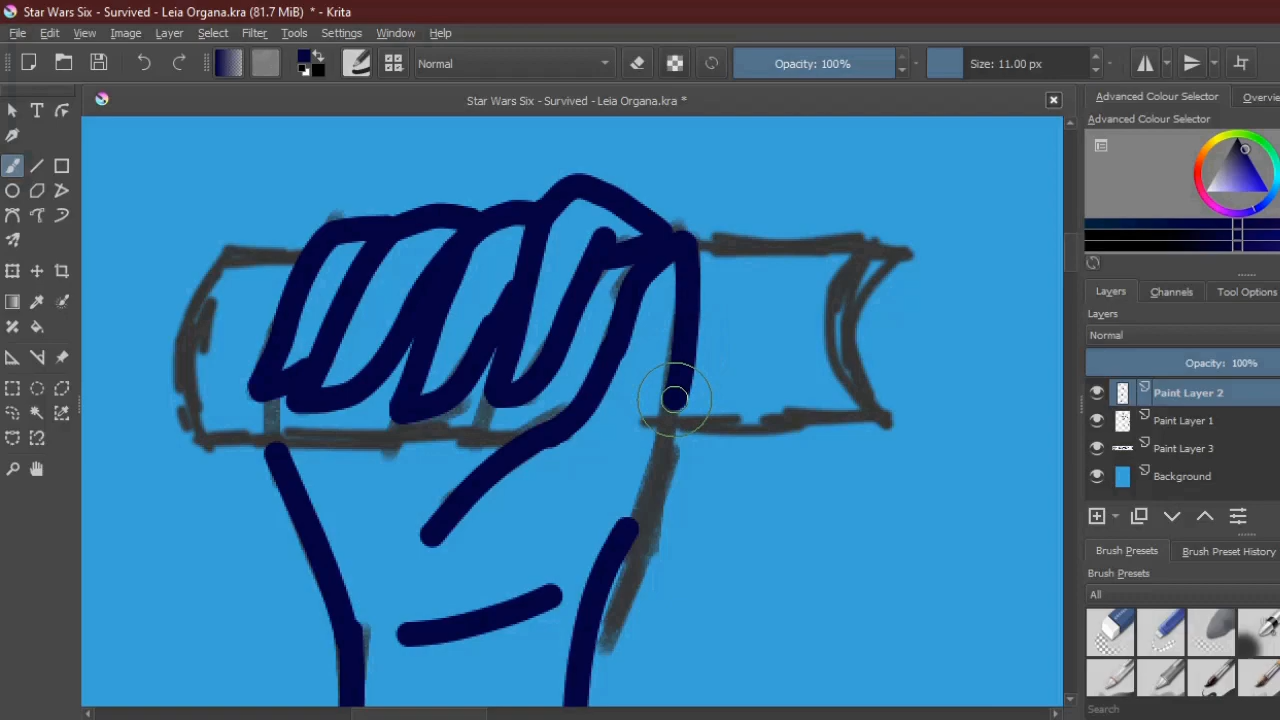 Star Wars Six - Survived - Leia Organa.kra (81.7 MiB)  * - Krita
File Edit View Image Layer Select Filter Tools Settings Window Help
Normal Opacity: 100% Size: 11.00 px
Star Wars Six - Survived - Leia Organa.kra *
Advanced Colour Selector Overvie
Advanced Colour Selector
Layers Channels Tool Options
Layers
Normal
Opacity: 100%
Paint Layer 2
Paint Layer 1
Paint Layer 3
Background
Brush Presets Brush Preset History
Brush Presets
All
Search